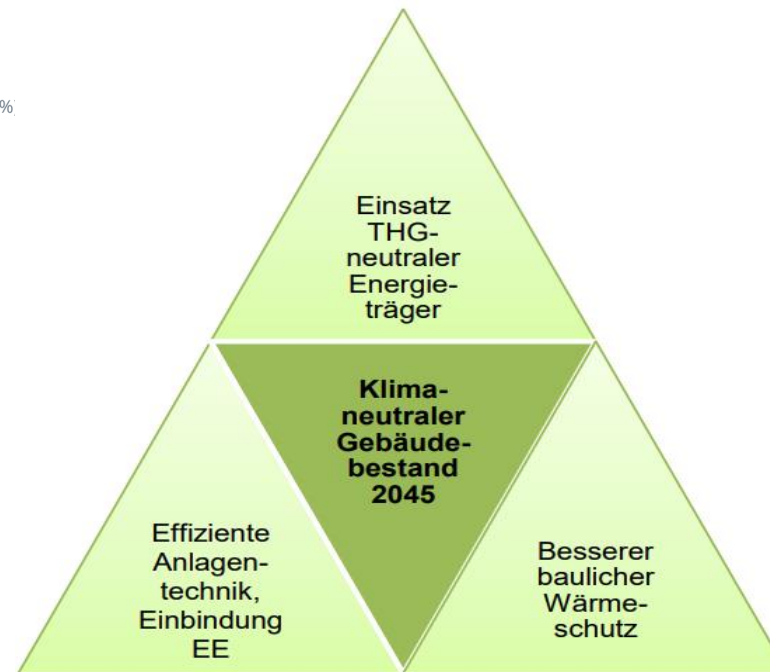 %
Einsatz
THG-
neutraler
Energie-
träger
Klima-
neutraler
Gebäude-
bestand
2045
Effiziente
Anlagen-
technik,
Einbindung
EE
Besserer
baulicher
Wärme-
schutz